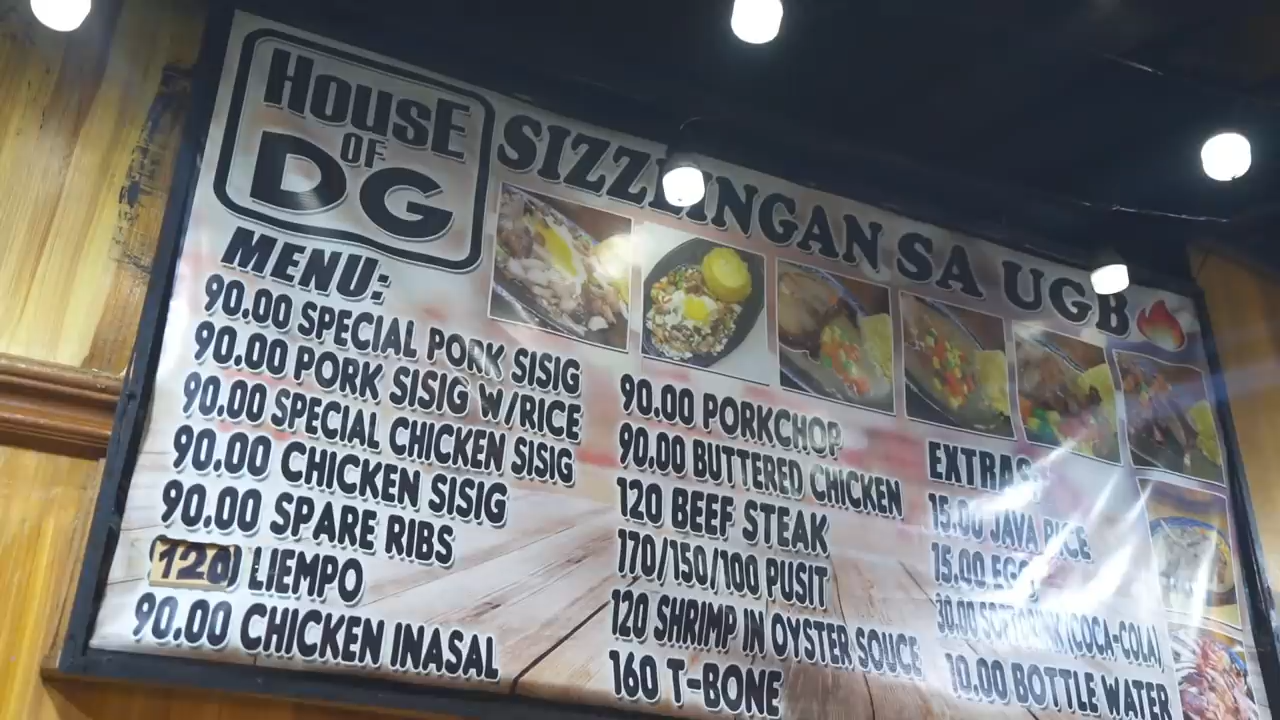 HOUSE
OF
DG
SIZZLINGAN SA UGB
MENU:
90.00 SPECIAL PORK SISIG
90.00 PORK SISIG W/RICE
90.00 SPECIAL CHICKEN SISIG
90.00 CHICKEN SISIG
90.00 SPARE RIBS
120 LIEMPO
90.00 CHICKEN INASAL
90.00 PORKCHOP
90.00 BUTTERED CHICKEN
120 BEEF STEAK
170/150/100 PUSIT
120 SHRIMP IN OYSTER SOUCE
160 T-BONE
EXTRAS:
15.00 JAVA RICE
15.00 EGG
30.00 SOFTDRINK (COCA-COLA)
10.00 BOTTLE WATER